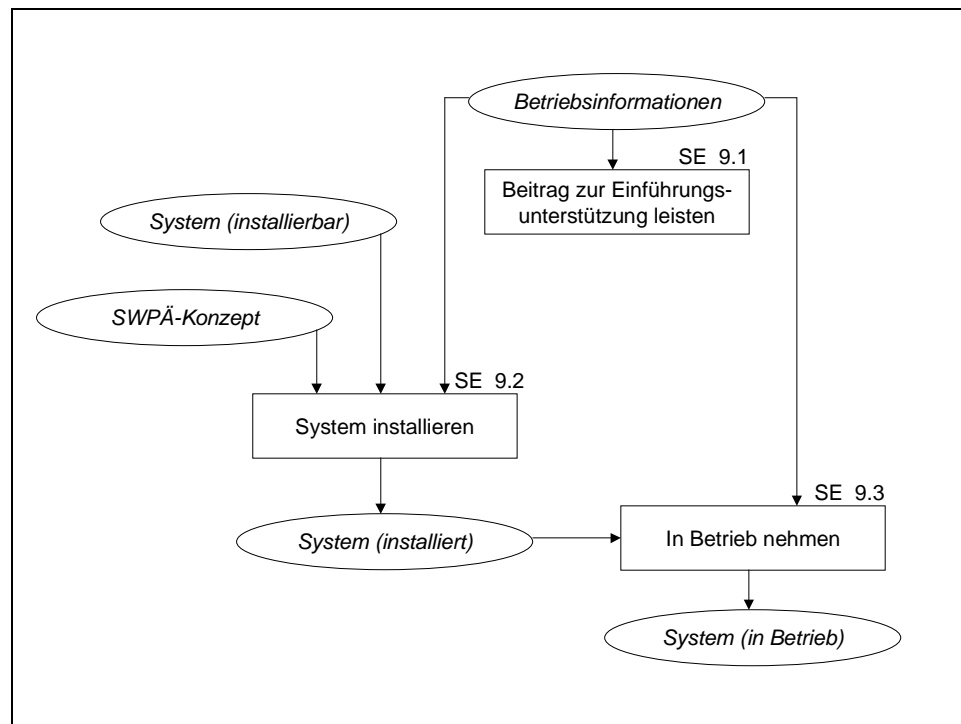 Betriebsinformationen
SE 9.1
Beitrag zur Einführungs-
unterstützung leisten
System (installierbar)
SWPÄ-Konzept
SE 9.2
System installieren
SE 9.3
System (installiert)
In Betrieb nehmen
System (in Betrieb)